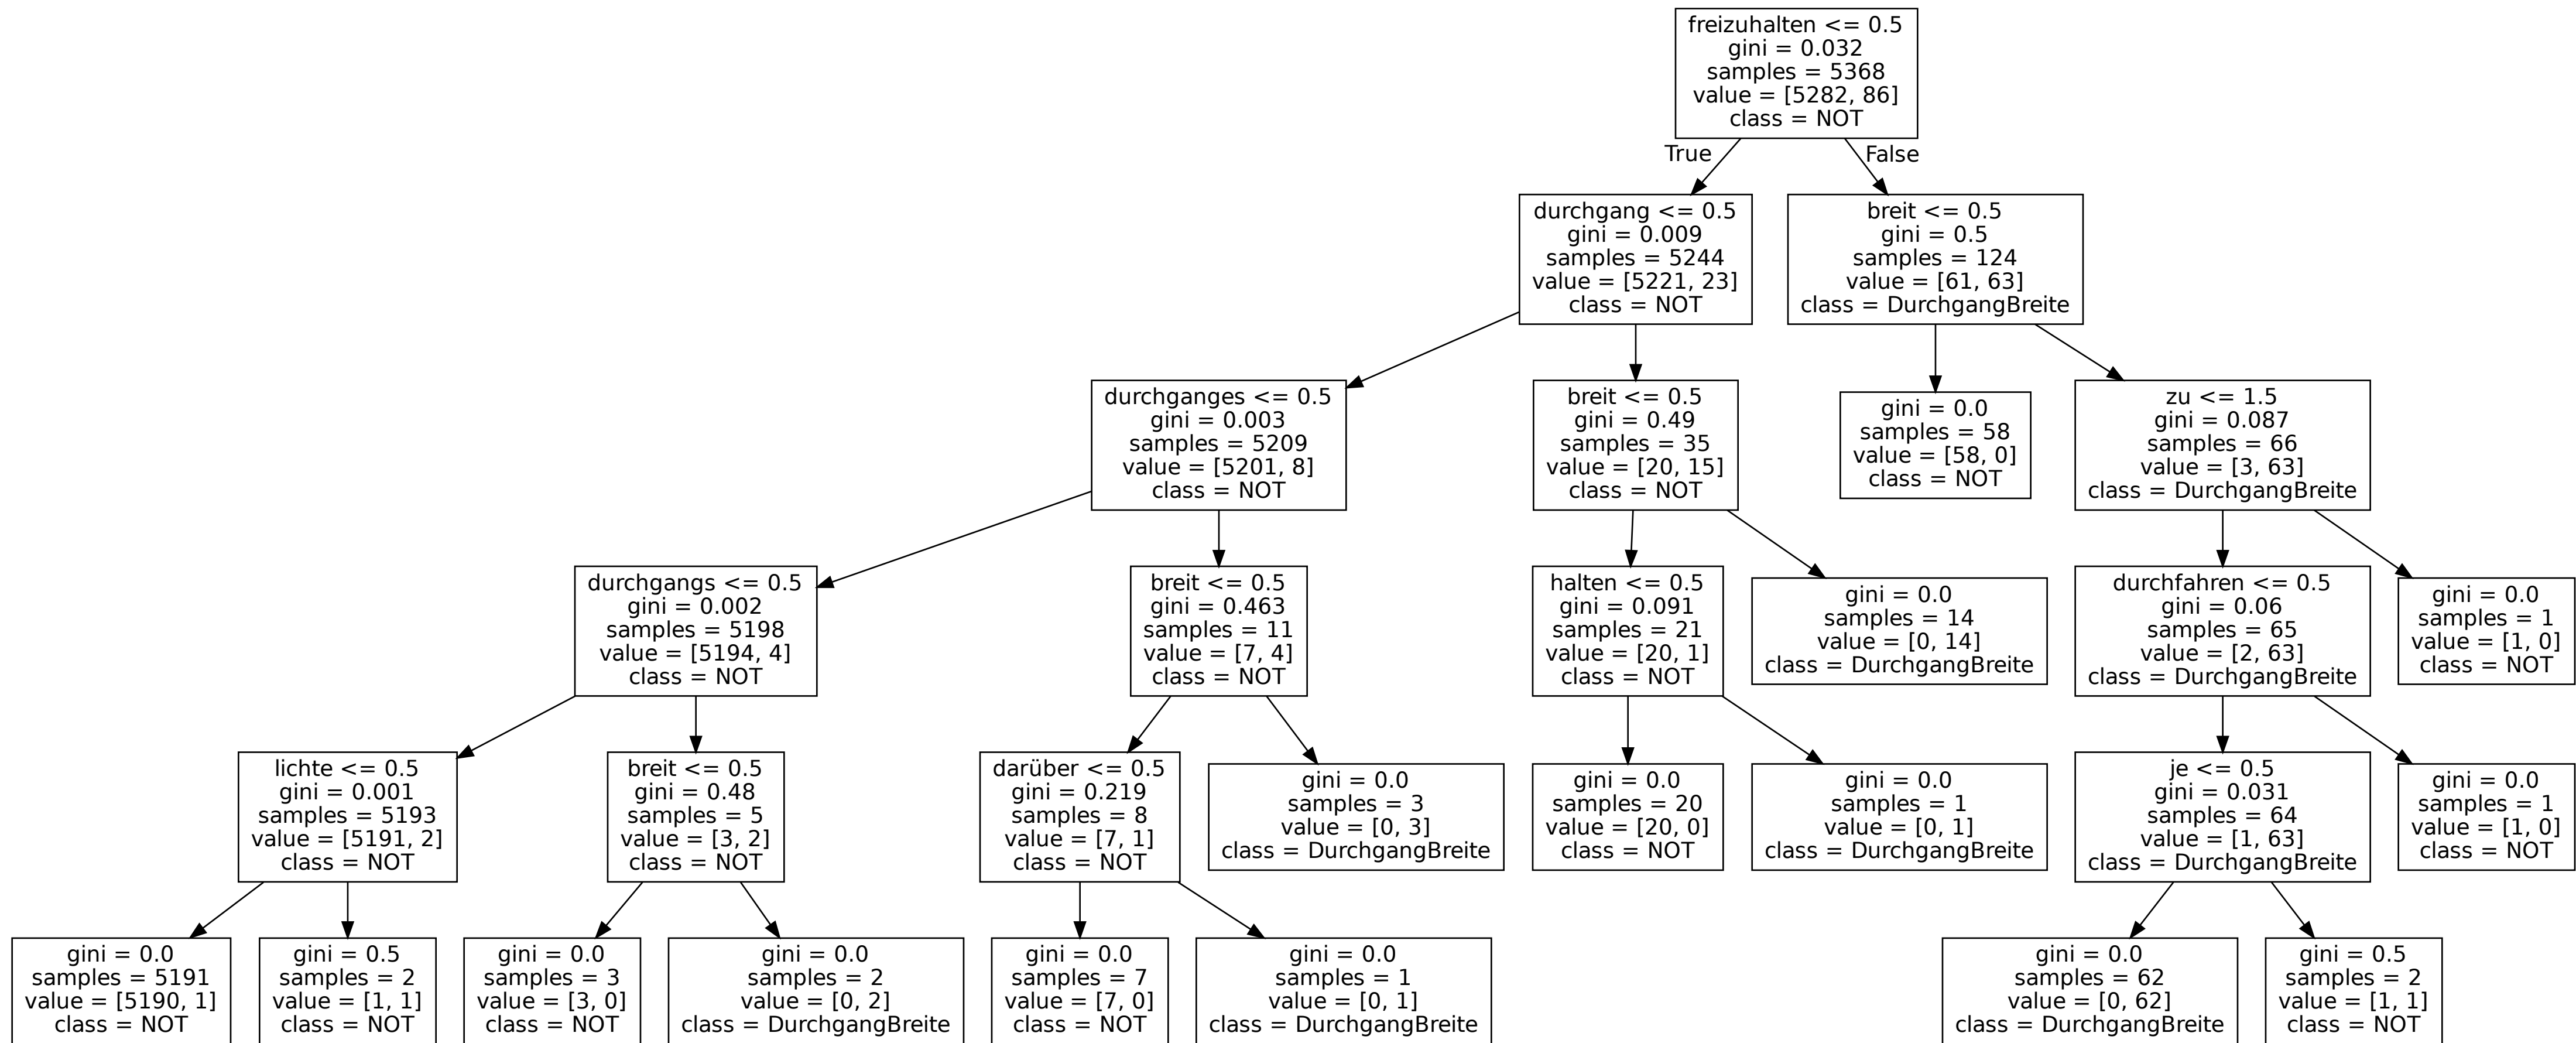 freizuhalten <= 0.5
gini = 0.032
samples = 5368
value = [5282, 86]
class = NOT
True
False
durchgang <= 0.5
gini = 0.009
samples = 5244
value = [5221, 23]
class = NOT
breit <= 0.5
gini = 0.5
samples = 124
value = [61, 63]
class = DurchgangBreite
durchganges <= 0.5
gini = 0.003
samples = 5209
value = [5201, 8]
class = NOT
breit <= 0.5
gini = 0.49
samples = 35
value = [20, 15]
class = NOT
gini = 0.0
samples = 58
value = [58, 0]
class = NOT
zu <= 1.5
gini = 0.087
samples = 66
value = [3, 63]
class = DurchgangBreite
durchgangs <= 0.5
gini = 0.002
samples = 5198
value = [5194, 4]
class = NOT
breit <= 0.5
gini = 0.463
samples = 11
value = [7, 4]
class = NOT
halten <= 0.5
gini = 0.091
samples = 21
value = [20, 1]
class = NOT
gini = 0.0
samples = 14
value = [0, 14]
class = DurchgangBreite
durchfahren <= 0.5
gini = 0.06
samples = 65
value = [2, 63]
class = DurchgangBreite
gini = 0.0
samples = 1
value = [1, 0]
class = NOT
lichte <= 0.5
gini = 0.001
samples = 5193
value = [5191, 2]
class = NOT
breit <= 0.5
gini = 0.48
samples = 5
value = [3, 2]
class = NOT
darüber <= 0.5
gini = 0.219
samples = 8
value = [7, 1]
class = NOT
gini = 0.0
samples = 3
value = [0, 3]
class = DurchgangBreite
gini = 0.0
samples = 20
value = [20, 0]
class = NOT
gini = 0.0
samples = 1
value = [0, 1]
class = DurchgangBreite
je <= 0.5
gini = 0.031
samples = 64
value = [1, 63]
class = DurchgangBreite
gini = 0.0
samples = 1
value = [1, 0]
class = NOT
gini = 0.0
samples = 5191
value = [5190, 1]
class = NOT
gini = 0.5
samples = 2
value = [1, 1]
class = NOT
gini = 0.0
samples = 3
value = [3, 0]
class = NOT
gini = 0.0
samples = 2
value = [0, 2]
class = DurchgangBreite
gini = 0.0
samples = 7
value = [7, 0]
class = NOT
gini = 0.0
samples = 1
value = [0, 1]
class = DurchgangBreite
gini = 0.0
samples = 62
value = [0, 62]
class = DurchgangBreite
gini = 0.5
samples = 2
value = [1, 1]
class = NOT